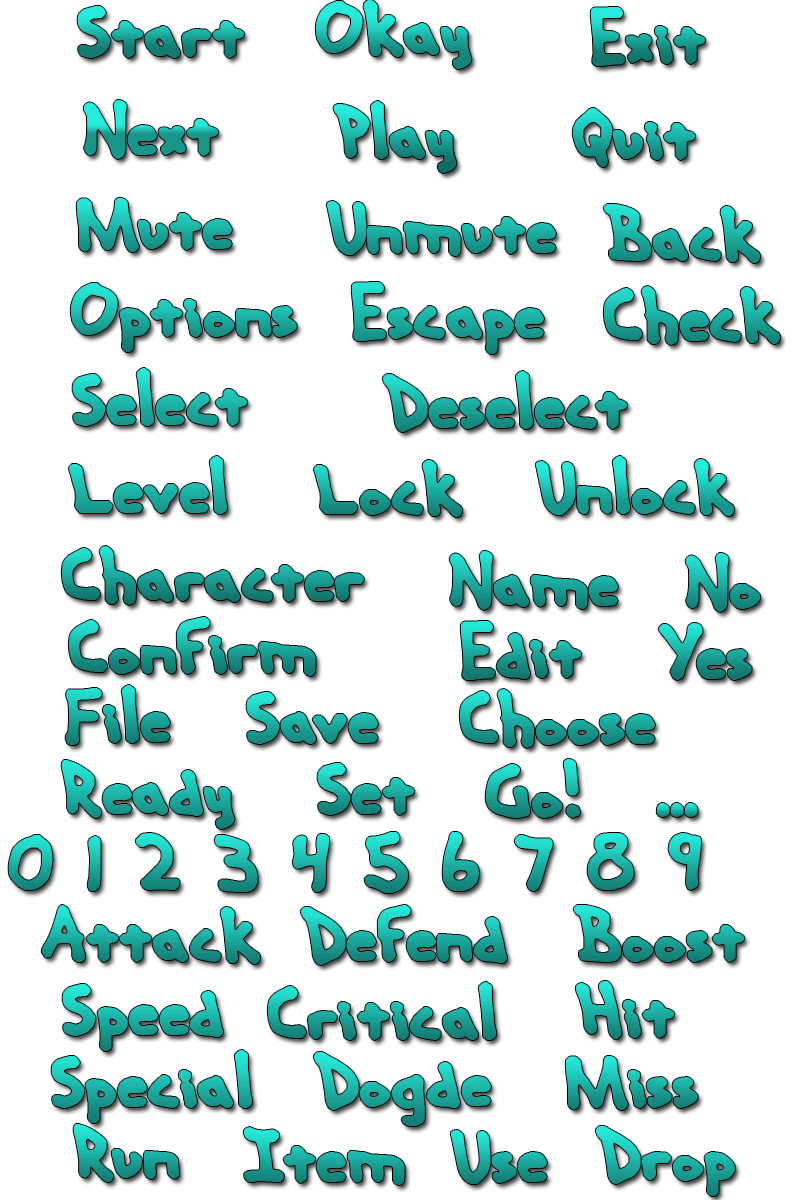 Start Okay Exit
Next Play Quit
Mute Unmute Back
Options Escape Check
Select Deselect
Level Lock Unlock
Character Name No
Confirm Edit Yes
File Save Choose
Ready Set Go! ...
0 1 2 3 4 5 6 7 8 9
Attack Defend Boost
Speed Critical Hit
Special Dogde Miss
Run Item Use Drop